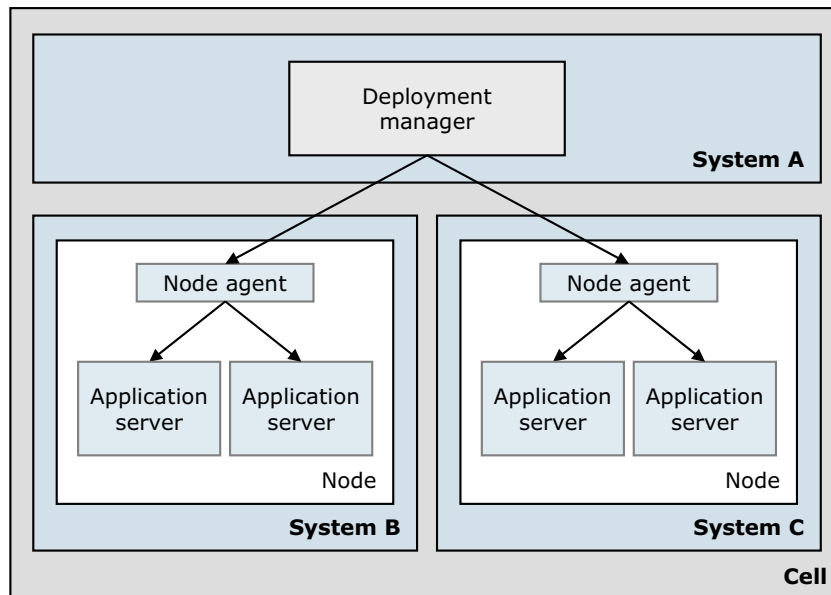 Deployment
manager
System A
Node agent
Application
server
Application
server
Node
System B
Node agent
Application
server
Application
server
Node
System C
Cell